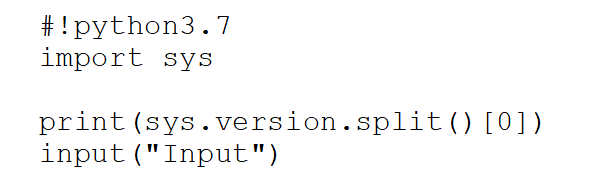 #!python3.7
import sys

print(sys.version.split()[0])
input("Input")